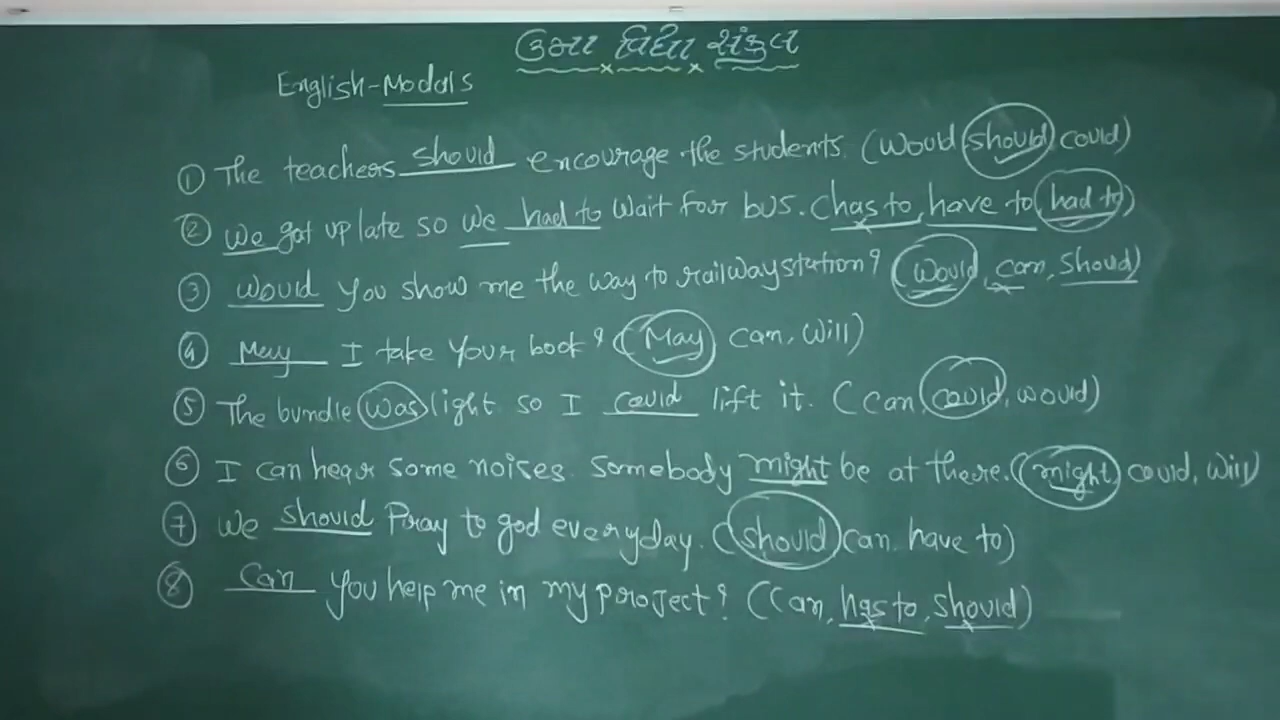 ઉમા વિદ્યા સંકુલ
English-Modals
① The teachers should encourage the students. (Would should could)
② We got up late so we had to wait for bus. (has to, have to had to)
③ Would you show me the way to railway station? (Would, can, should)
④ May I take your book? (May can, will)
⑤ The bundle was light so I could lift it. (can could, would)
⑥ I can hear some noises. Somebody might be at there. (might, could, will)
⑦ We should Pray to god everyday. (should can have to)
⑧ Can you help me in my project? (Can, has to, should)